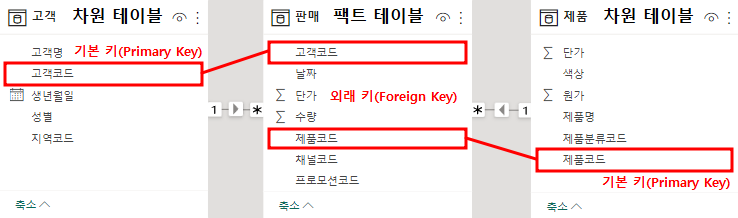 고객 차원 테이블
고객명 기본 키(Primary Key)
고객코드
생년월일
성별
지역코드
축소
1
*
판매 팩트 테이블
고객코드
날짜
∑ 단가 외래 키(Foreign Key)
∑ 수량
제품코드
채널코드
프로모션코드
축소
*
1
제품 차원 테이블
∑ 단가
색상
∑ 원가
제품명
제품분류코드
제품코드
기본 키(Primary Key)
축소